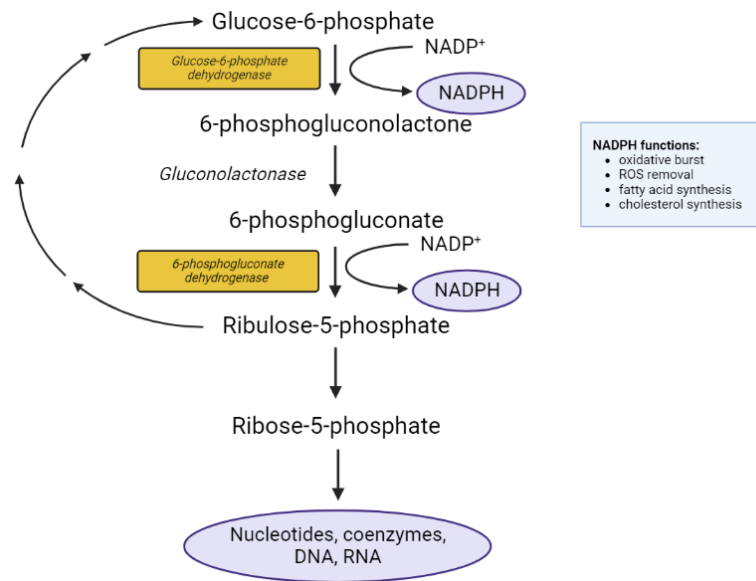 Glucose-6-phosphate
Glucose-6-phosphate
dehydrogenase
NADP⁺
NADPH
6-phosphogluconolactone
Gluconolactonase
6-phosphogluconate
6-phosphogluconate
dehydrogenase
NADP⁺
NADPH
Ribulose-5-phosphate
Ribose-5-phosphate
Nucleotides, coenzymes,
DNA, RNA
NADPH functions:
• oxidative burst
• ROS removal
• fatty acid synthesis
• cholesterol synthesis